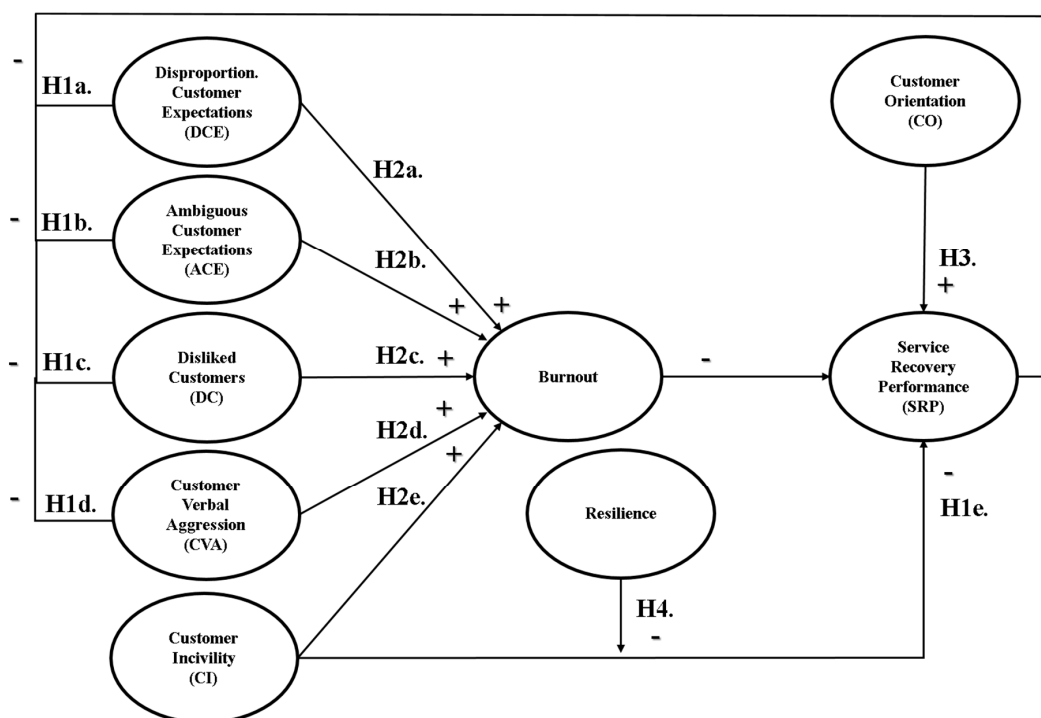 -
H1a.
Disproportion.
Customer
Expectations
(DCE)
Customer
Orientation
(CO)
H2a.
-
H1b.
Ambiguous
Customer
Expectations
(ACE)
H2b.
H3.
+
+
+
-
H1c.
Disliked
Customers
(DC)
H2c.
+
Burnout
-
Service
Recovery
Performance
(SRP)
+
H2d.
+
-
H1d.
Customer
Verbal
Aggression
(CVA)
H2e.
Resilience
-
H1e.
H4.
-
Customer
Incivility
(CI)